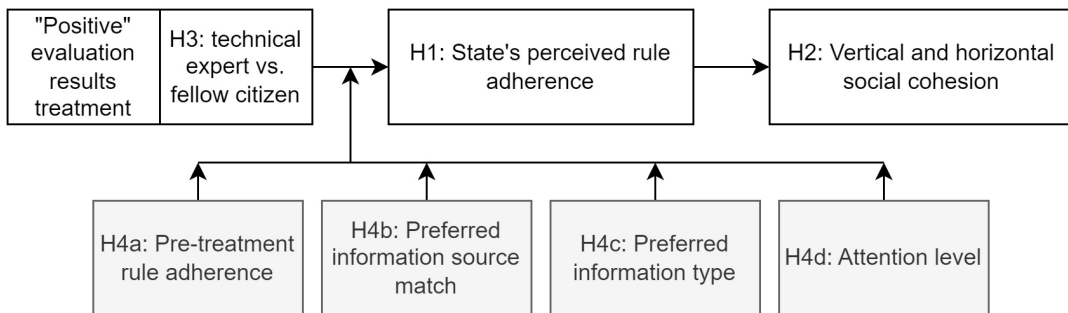 "Positive"
evaluation
results
treatment
H3: technical
expert vs.
fellow citizen
H1: State's perceived rule
adherence
H2: Vertical and horizontal
social cohesion
H4a: Pre-treatment
rule adherence
H4b: Preferred
information source
match
H4c: Preferred
information type
H4d: Attention level